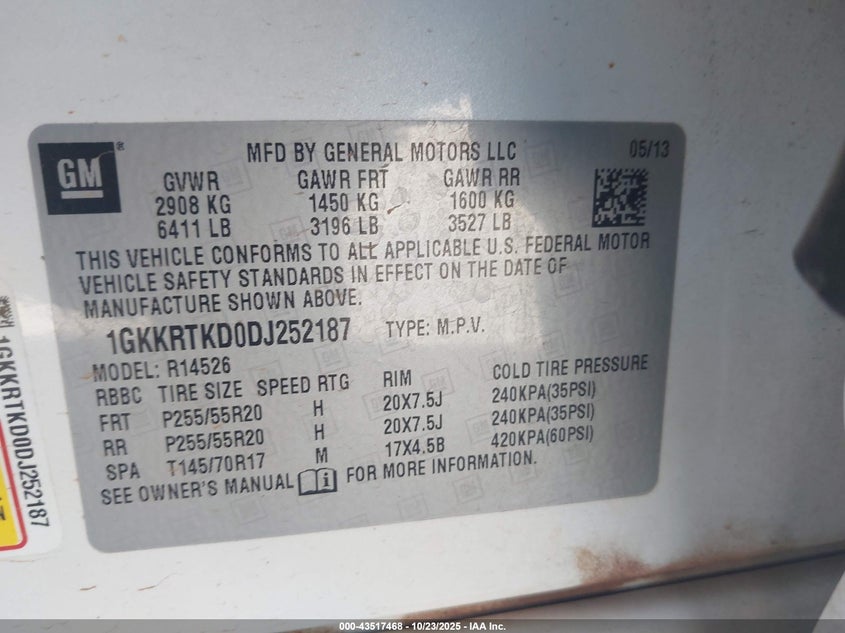 GM ®
MFD BY GENERAL MOTORS LLC 05/13
GVWR GAWR FRT GAWR RR
2908 KG 1450 KG 1600 KG
6411 LB 3196 LB 3527 LB
THIS VEHICLE CONFORMS TO ALL APPLICABLE U.S. FEDERAL MOTOR
VEHICLE SAFETY STANDARDS IN EFFECT ON THE DATE OF
MANUFACTURE SHOWN ABOVE.
1GKKRTKD0DJ252187 TYPE: M.P.V.
MODEL: R14526
RBBC TIRE SIZE SPEED RTG RIM COLD TIRE PRESSURE
FRT P255/55R20 H 20X7.5J 240KPA(35PSI)
RR P255/55R20 H 20X7.5J 240KPA(35PSI)
SPA T145/70R17 M 17X4.5B 420KPA(60PSI)
SEE OWNER'S MANUAL FOR MORE INFORMATION.
1GKKRTKD0DJ252187
000-43517468 - 10/23/2025 - IAA Inc.